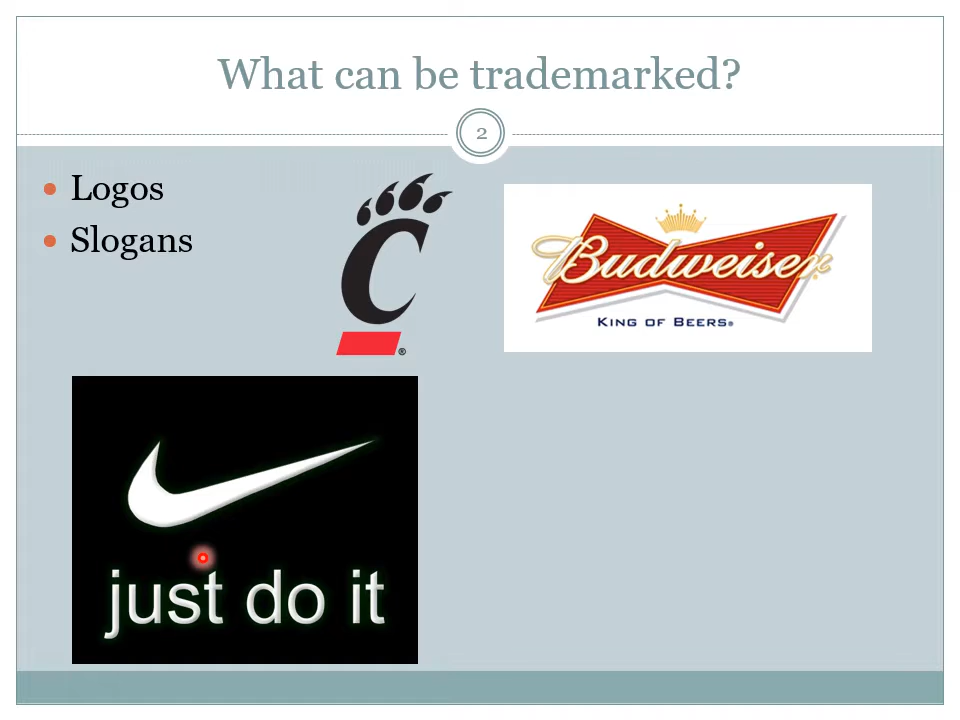 What can be trademarked?
2
Logos
Slogans
C
®
Budweiser
KING OF BEERS®
just do it